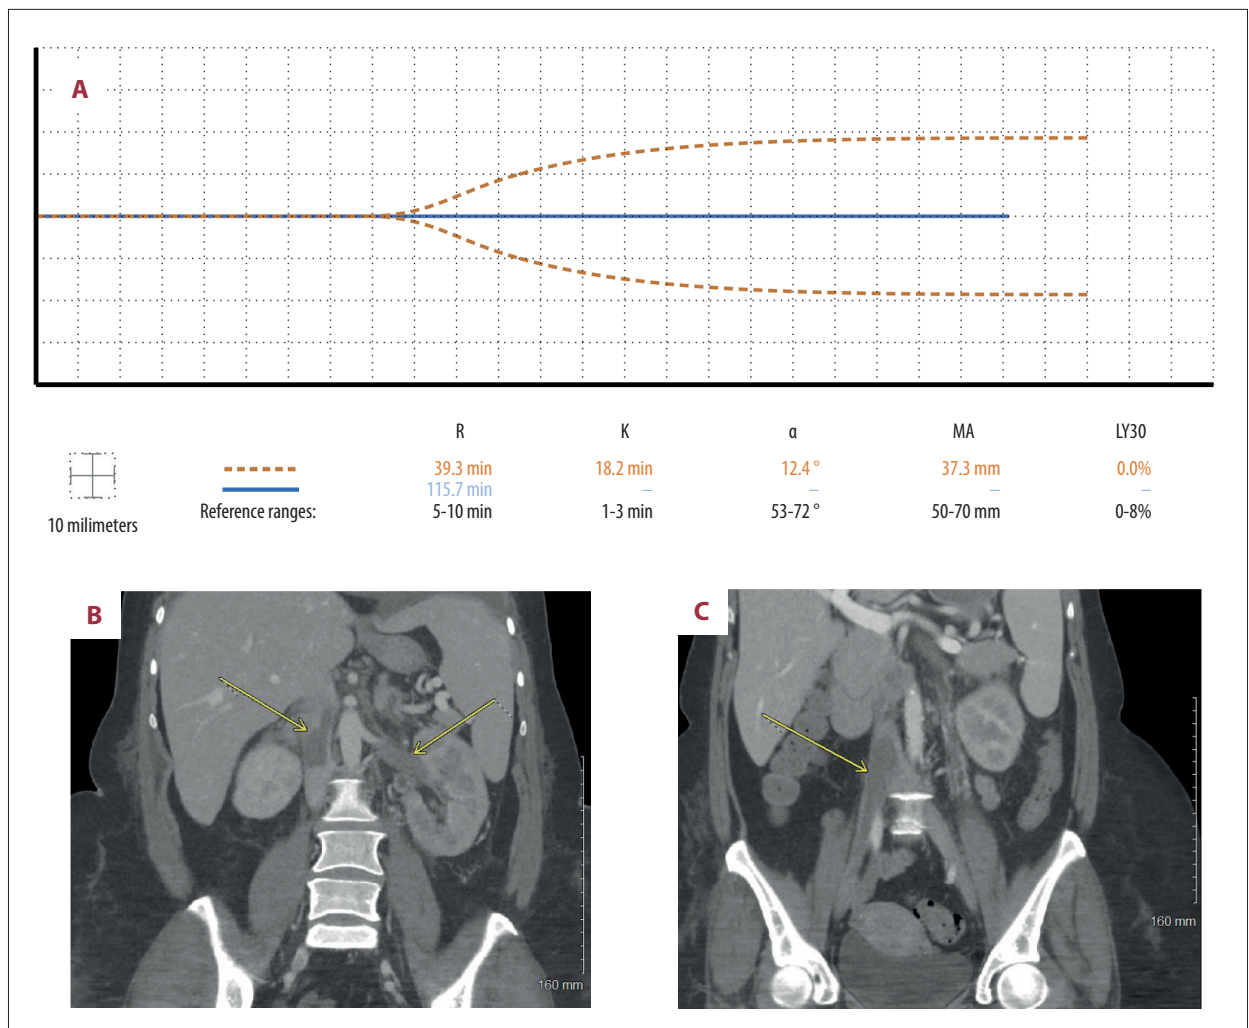 A
R K α MA LY30
39.3 min 18.2 min 12.4 ° 37.3 mm 0.0%
115.7 min – – – –
Reference ranges: 5-10 min 1-3 min 53-72 ° 50-70 mm 0-8%
10 milimeters
B
C
160 mm
160 mm